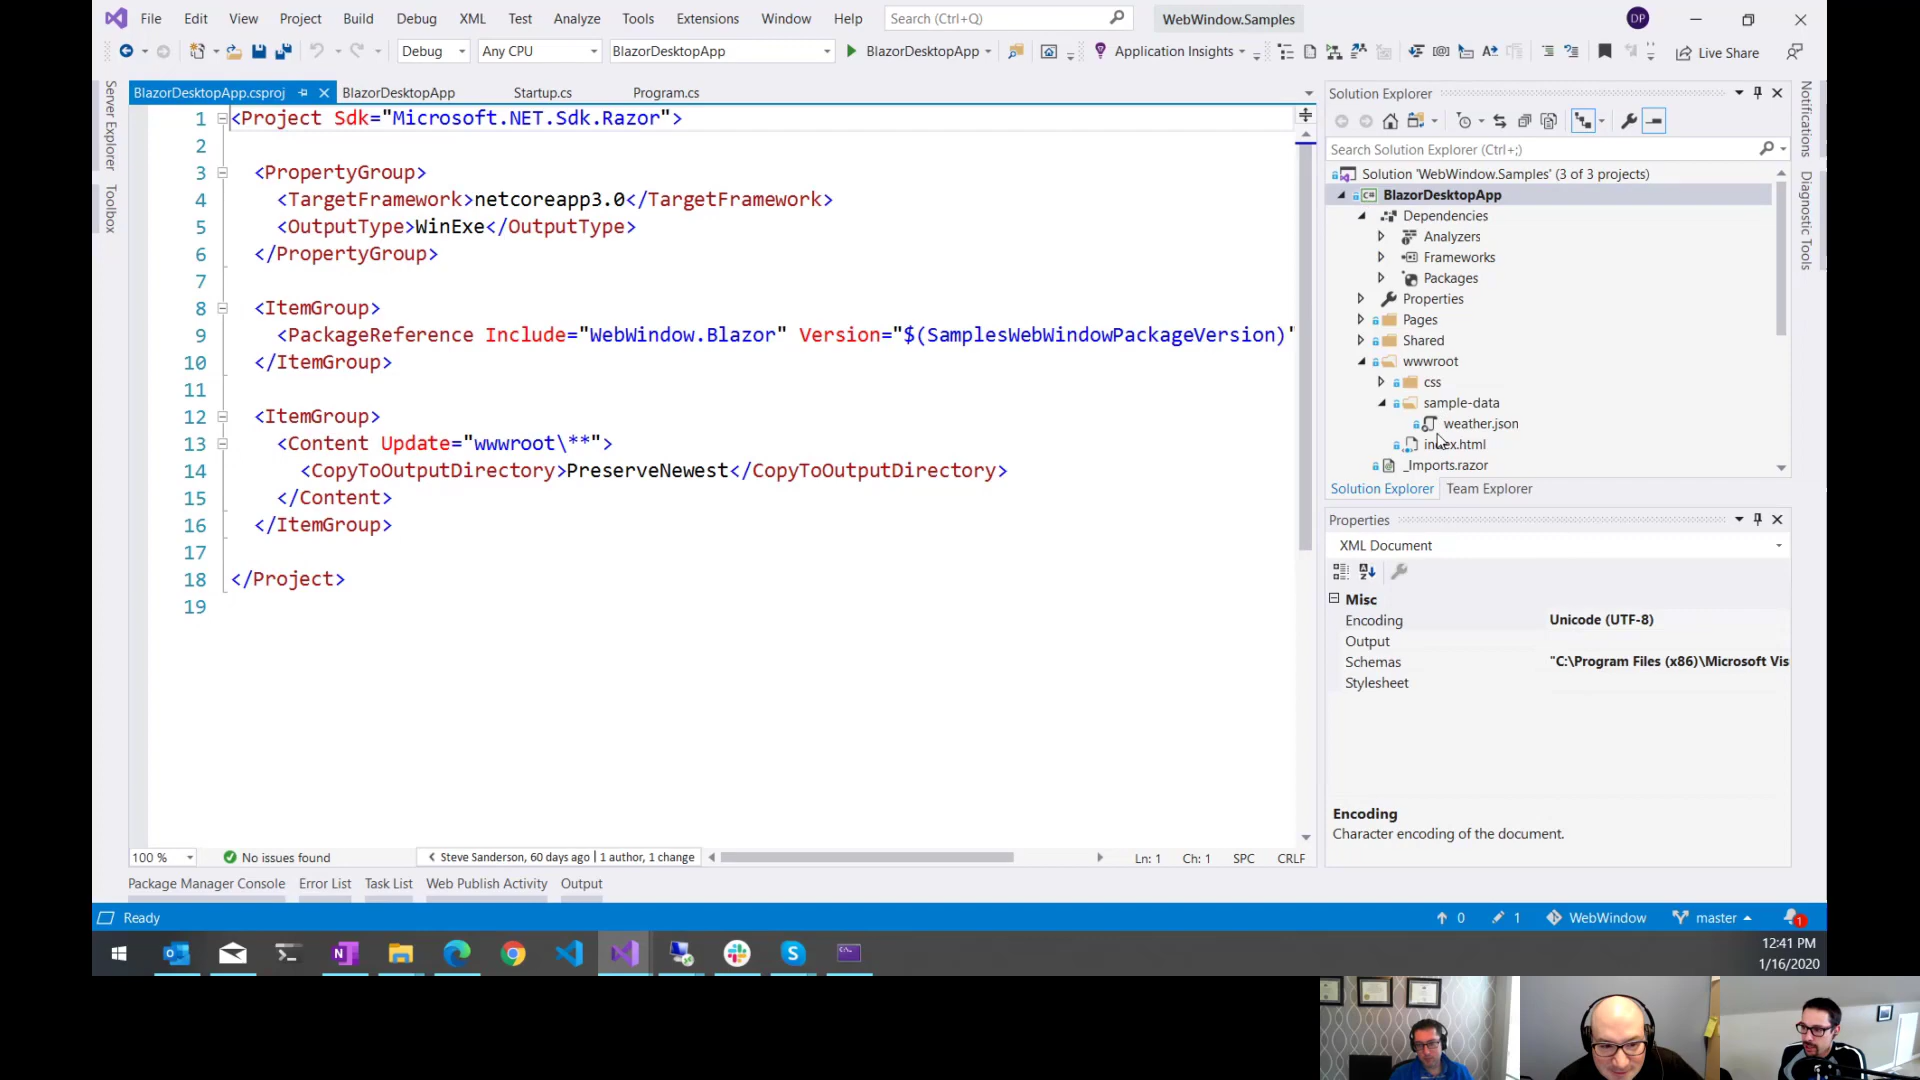 File Edit View Project Build Debug XML Test Analyze Tools Extensions Window Help Search (Ctrl+Q) WebWindow.Samples DP
Debug Any CPU BlazorDesktopApp BlazorDesktopApp Application Insights Live Share
Server Explorer
Toolbox
BlazorDesktopApp.csproj BlazorDesktopApp Startup.cs Program.cs
1 <Project Sdk="Microsoft.NET.Sdk.Razor">
2
3 <PropertyGroup>
4 <TargetFramework>netcoreapp3.0</TargetFramework>
5 <OutputType>WinExe</OutputType>
6 </PropertyGroup>
7
8 <ItemGroup>
9 <PackageReference Include="WebWindow.Blazor" Version="$(SamplesWebWindowPackageVersion)"
10 </ItemGroup>
11
12 <ItemGroup>
13 <Content Update="wwwroot\**">
14 <CopyToOutputDirectory>PreserveNewest</CopyToOutputDirectory>
15 </Content>
16 </ItemGroup>
17
18 </Project>
19
100 % No issues found Steve Sanderson, 60 days ago | 1 author, 1 change Ln: 1 Ch: 1 SPC CRLF
Package Manager Console Error List Task List Web Publish Activity Output
Solution Explorer
Search Solution Explorer (Ctrl+;)
Solution 'WebWindow.Samples' (3 of 3 projects)
BlazorDesktopApp
Dependencies
Analyzers
Frameworks
Packages
Properties
Pages
Shared
wwwroot
css
sample-data
weather.json
index.html
_Imports.razor
Solution Explorer Team Explorer
Properties
XML Document
Misc
Encoding Unicode (UTF-8)
Output
Schemas "C:\Program Files (x86)\Microsoft Vis
Stylesheet
Encoding
Character encoding of the document.
Notifications
Diagnostic Tools
Ready 0 1 WebWindow master 1
12:41 PM
1/16/2020